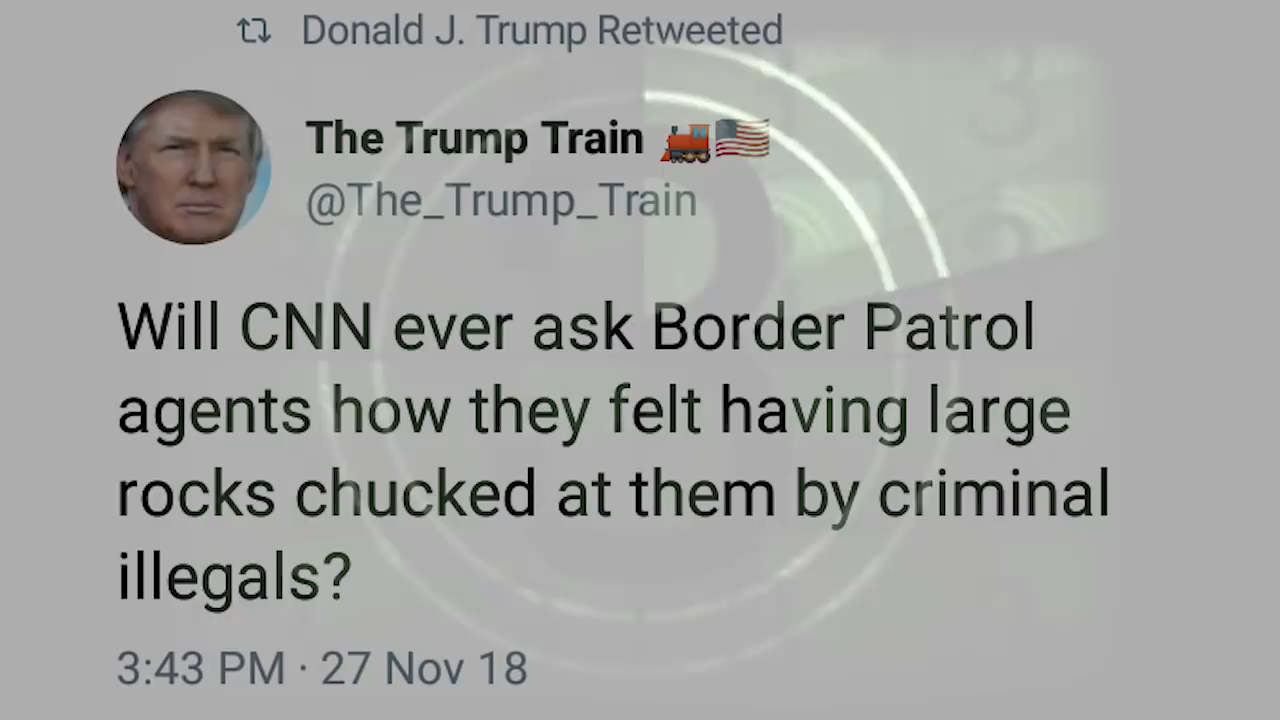 Donald J. Trump Retweeted
The Trump Train 🚂🇺🇸
@The_Trump_Train
Will CNN ever ask Border Patrol
agents how they felt having large
rocks chucked at them by criminal
illegals?
3:43 PM · 27 Nov 18